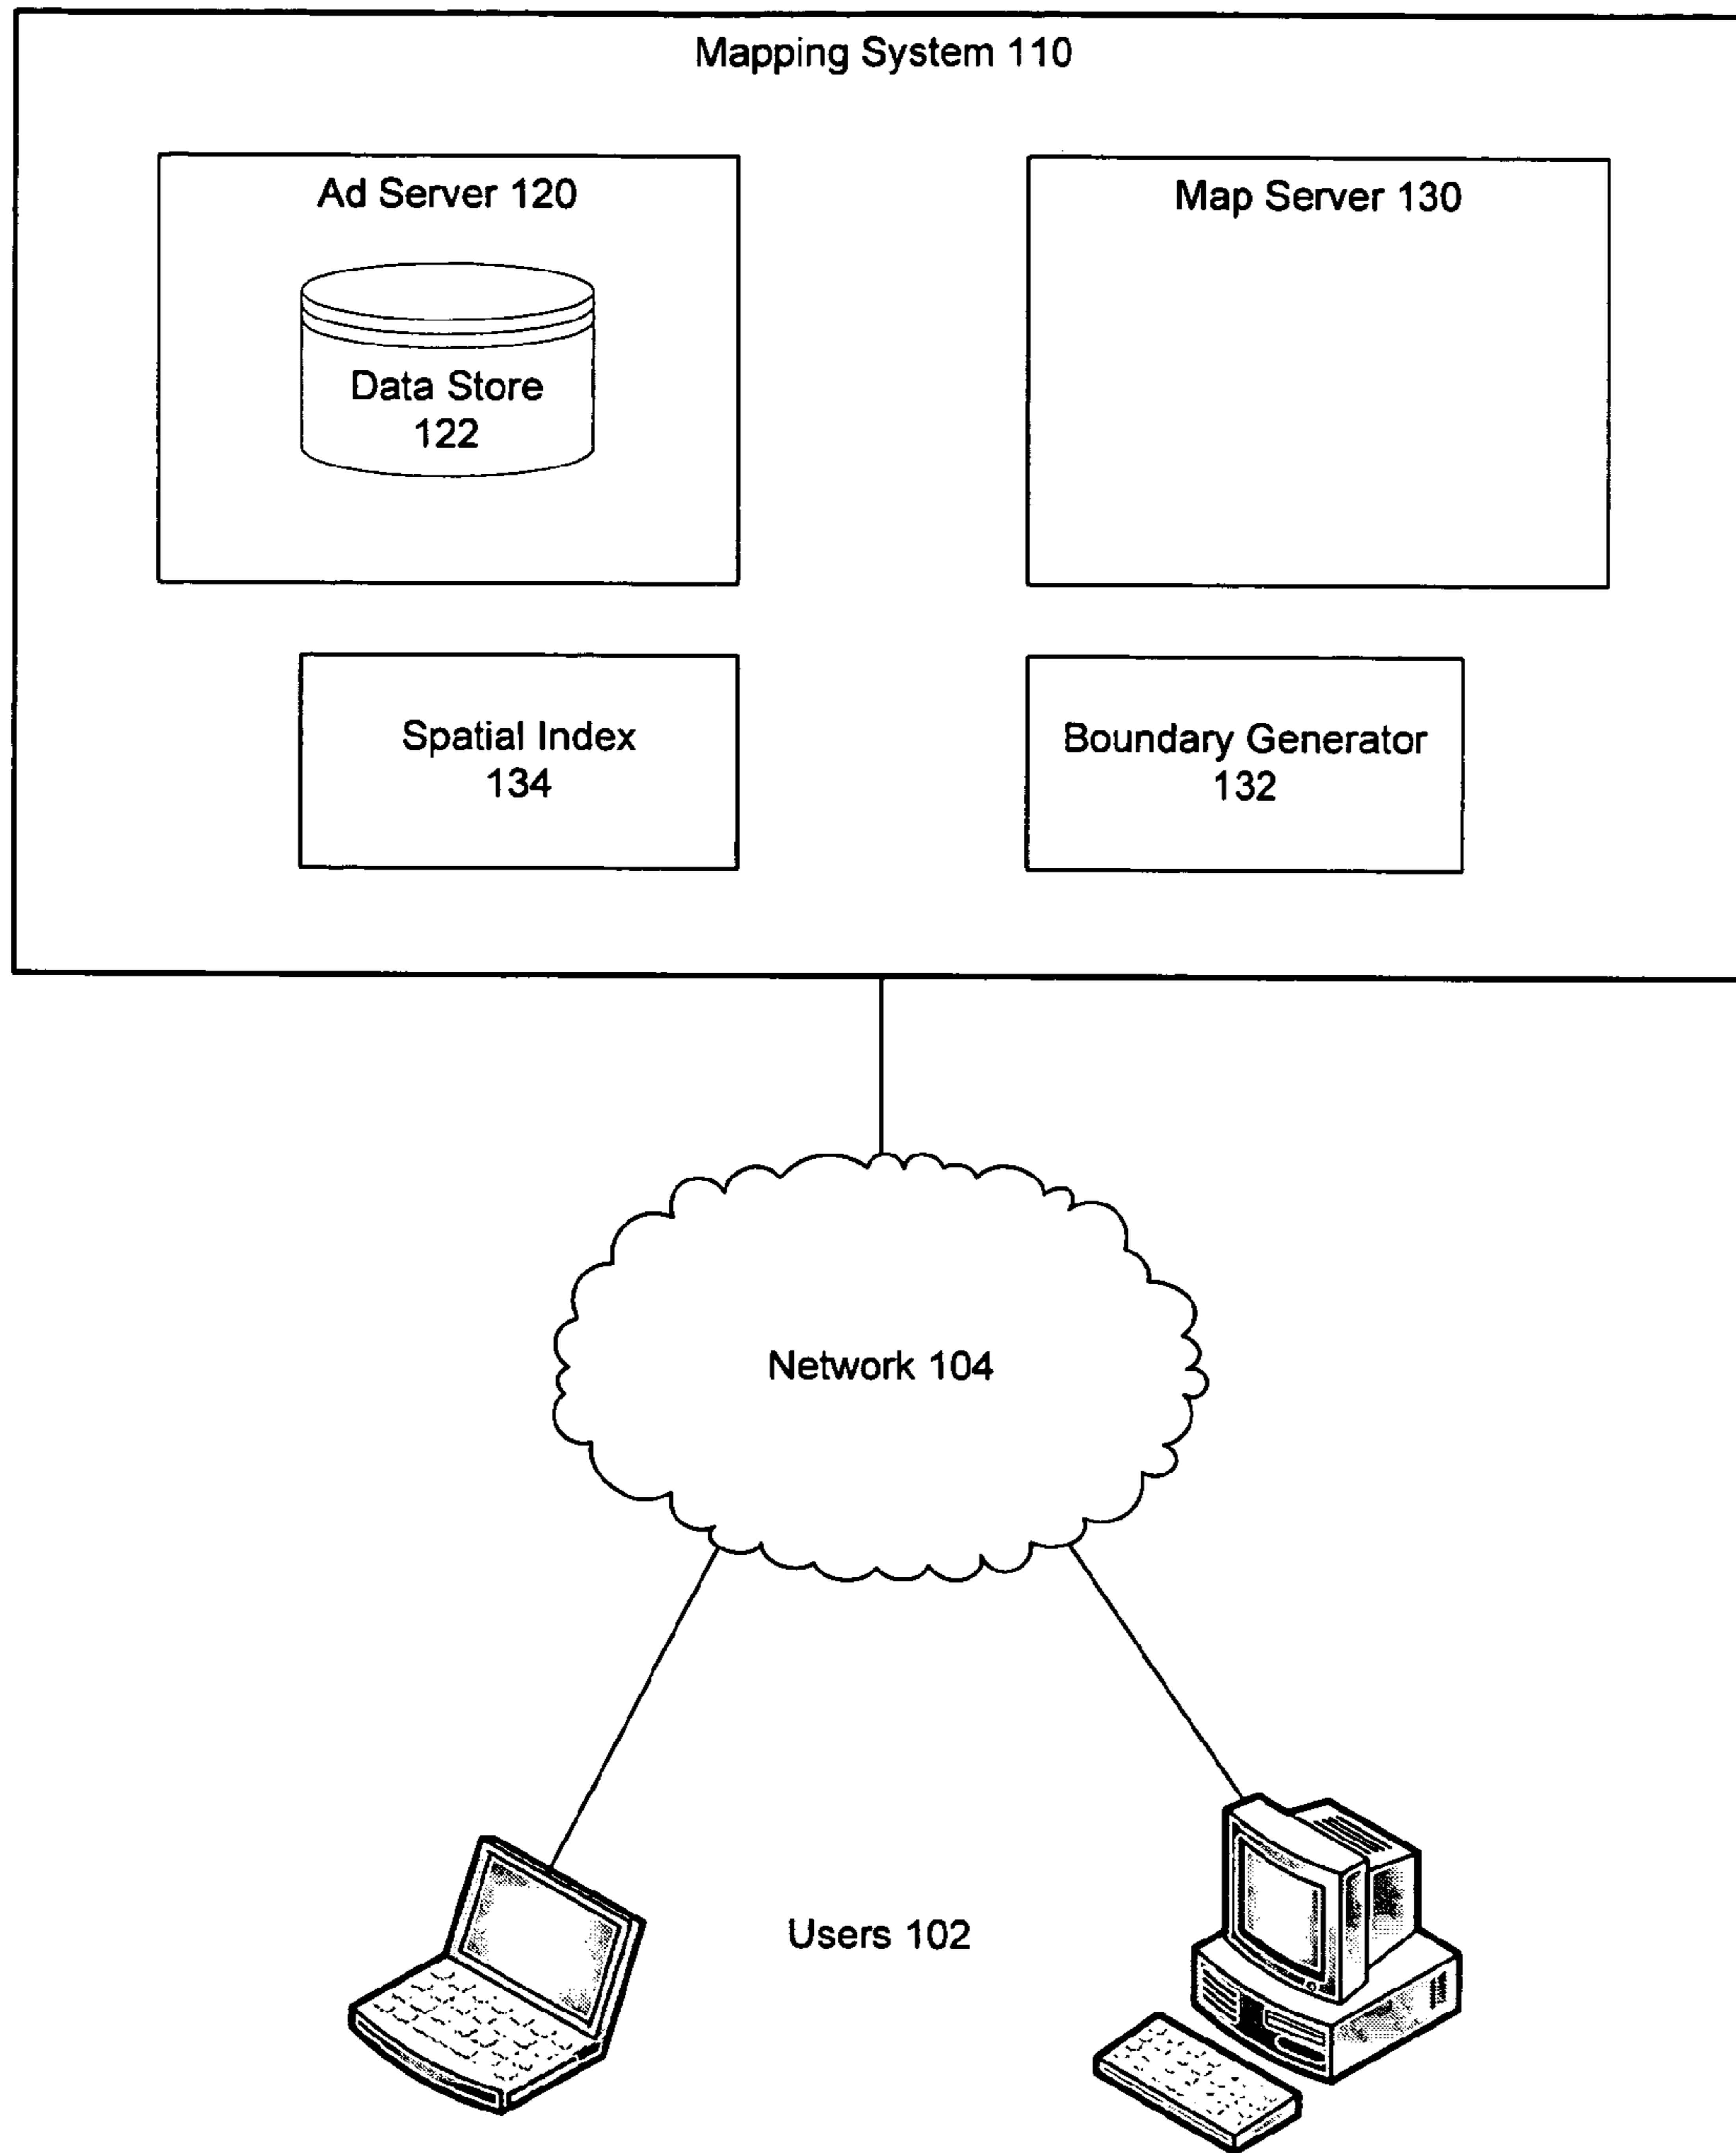 Mapping System 110
Ad Server 120
Map Server 130
Data Store
122
Spatial Index
134
Boundary Generator
132
Network 104
Users 102